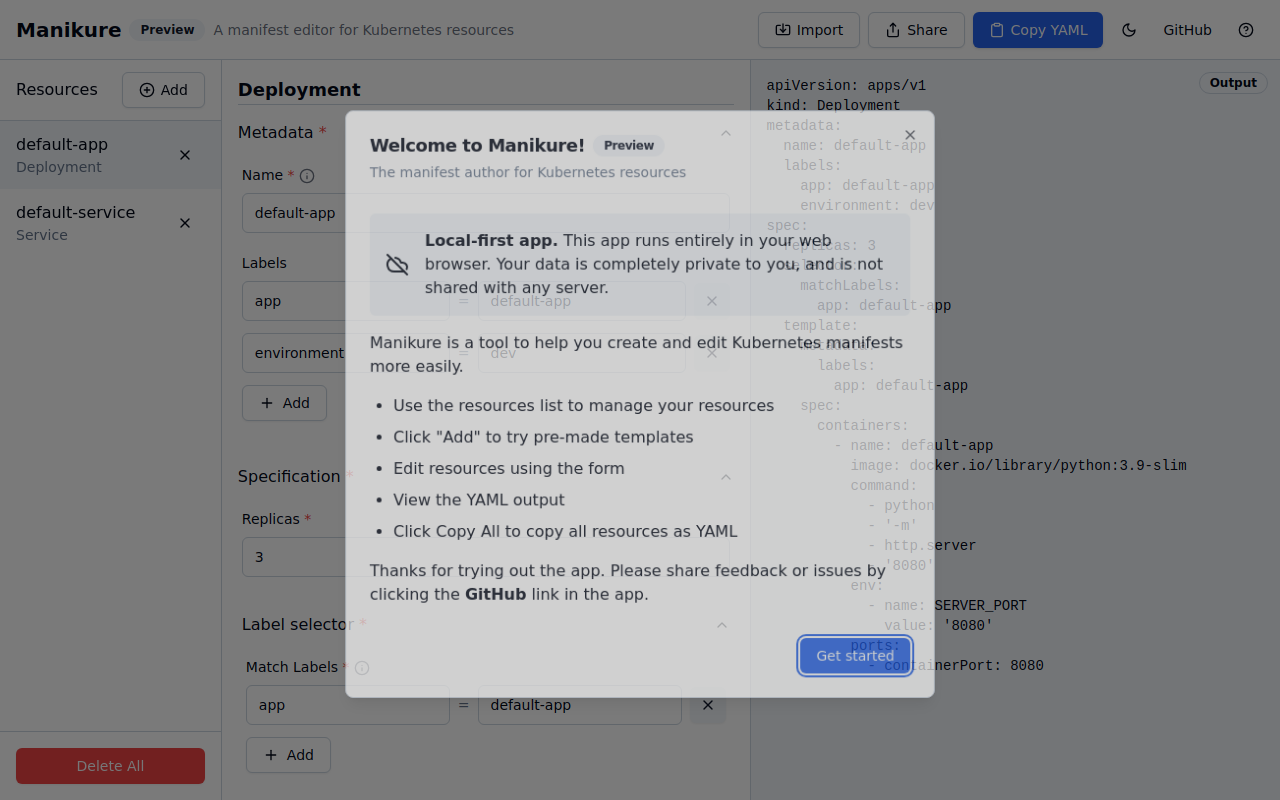 Manikure Preview A manifest editor for Kubernetes resources Import Share Copy YAML GitHub
Resources Add
default-app
Deployment
default-service
Service
Delete All
Deployment
Metadata *
Name *
default-app
Labels
app = default-app
environment = dev
Add
Specification *
Replicas *
3
Label selector *
Match Labels *
app = default-app
Add
Output
apiVersion: apps/v1
kind: Deployment
metadata:
name: default-app
labels:
app: default-app
environment: dev
spec:
replicas: 3
matchLabels:
app: default-app
template:
labels:
app: default-app
spec:
containers:
- name: default-app
image: docker.io/library/python:3.9-slim
command:
- python
- '-m'
- http.server
- '8080'
env:
- name: SERVER_PORT
value: '8080'
ports:
- containerPort: 8080
Welcome to Manikure! Preview
The manifest author for Kubernetes resources
Local-first app. This app runs entirely in your web
browser. Your data is completely private to you, and is not
shared with any server.
Manikure is a tool to help you create and edit Kubernetes manifests
more easily.
• Use the resources list to manage your resources
• Click "Add" to try pre-made templates
• Edit resources using the form
• View the YAML output
• Click Copy All to copy all resources as YAML
Thanks for trying out the app. Please share feedback or issues by
clicking the GitHub link in the app.
Get started